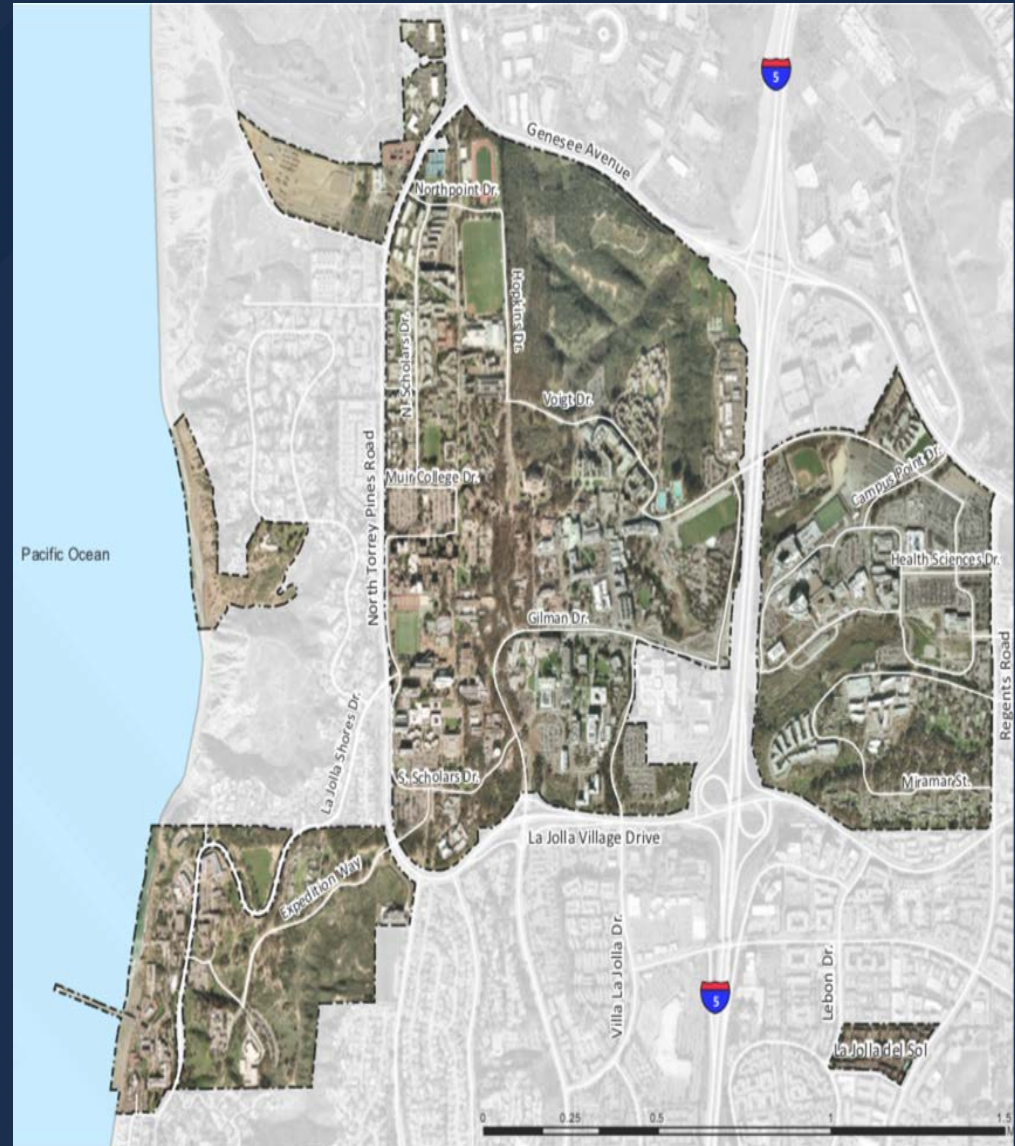 5
Genesee Avenue
Northpoint Dr.
Hopkins Dr.
N. Scholars Dr.
Voigt Dr.
North Torrey Pines Road
Muir College Dr.
Campus Point Dr.
Pacific Ocean
Health Sciences Dr.
Gilman Dr.
Regents Road
La Jolla Shores Dr.
S. Scholars Dr.
Miramar St.
La Jolla Village Drive
Expedition Way
Villa La Jolla Dr.
Lebon Dr.
5
La Jolla del Sol
0 0.25 0.5 1 1.5